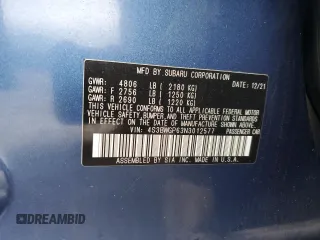 MFD BY SUBARU CORPORATION 12/21
GVWR: 4806 LB ( 2180 KG)
GAWR: F 2756 LB ( 1250 KG)
GAWR: R 2690 LB ( 1220 KG)
THIS VEHICLE CONFORMS TO ALL APPLICABLE FEDERAL MOTOR
VEHICLE SAFETY, BUMPER, AND THEFT PREVENTION STANDARDS
IN EFFECT ON THE DATE OF MANUFACTURE SHOWN ABOVE.
VIN: 4S3BWGP63N3012577 PASSENGER CAR
ASSEMBLED BY SIA INC. MADE IN U.S.A.
DREAMBID